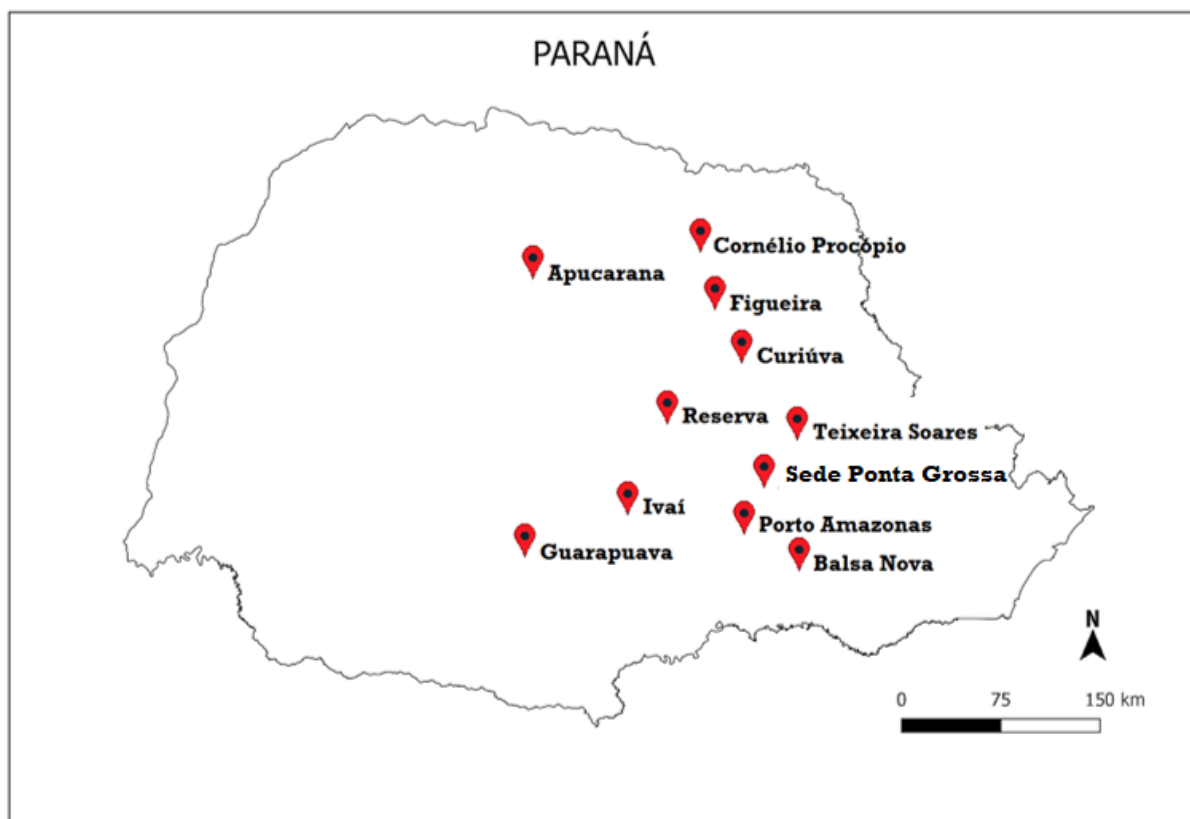 PARANÁ
Cornélio Procópio
Apucarana
Figueira
Curiúva
Reserva
Teixeira Soares
Sede Ponta Grossa
Ivaí
Porto Amazonas
Guarapuava
Balsa Nova
N
0 75 150 km